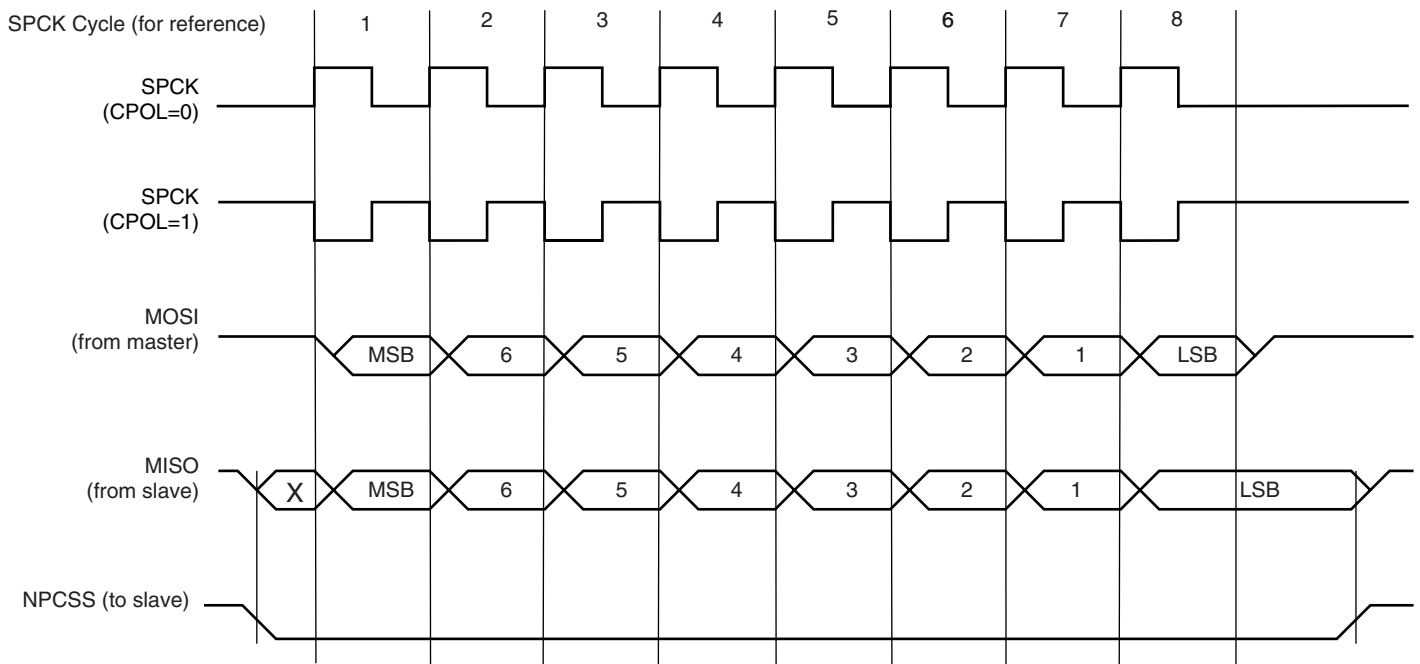 SPCK Cycle (for reference)
1 2 3 4 5 6 7 8
SPCK
(CPOL=0)
SPCK
(CPOL=1)
MOSI
(from master)
MSB 6 5 4 3 2 1 LSB
MISO
(from slave)
X MSB 6 5 4 3 2 1 LSB
NPCSS (to slave)